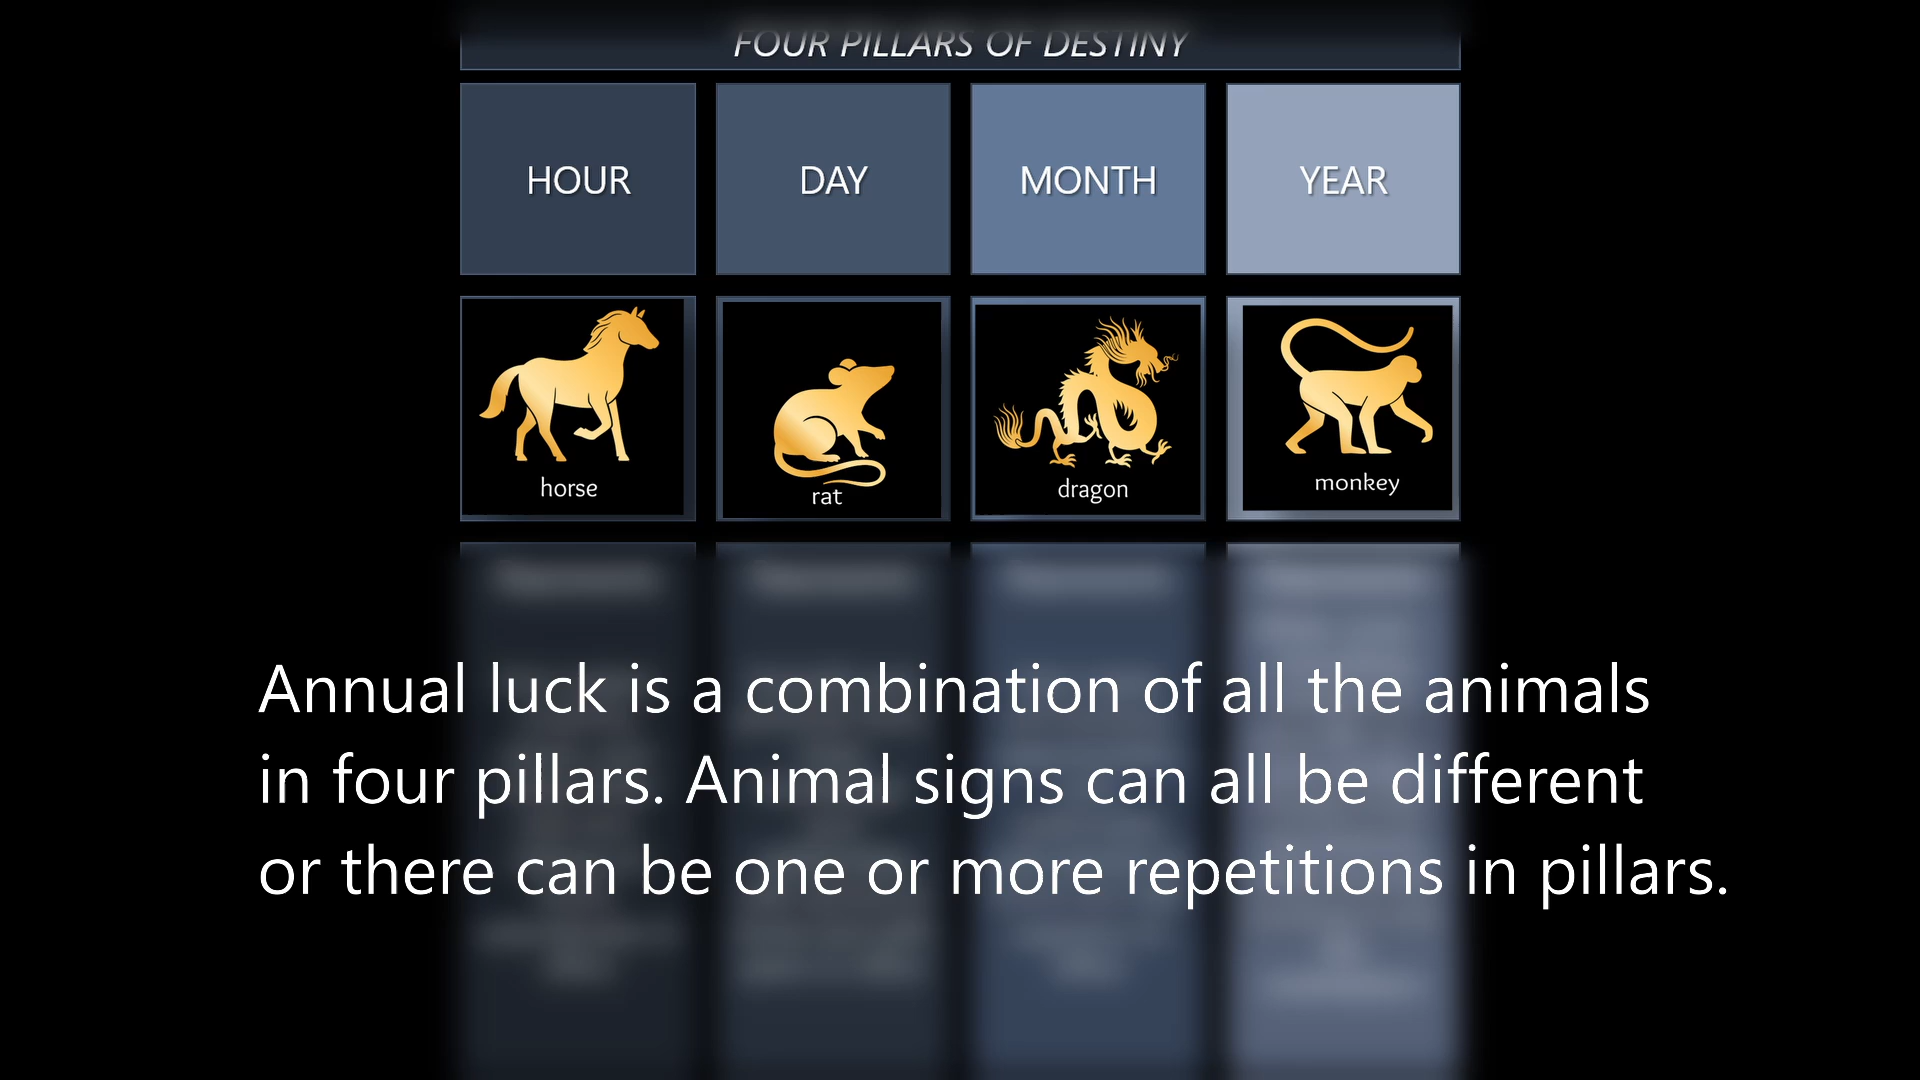 FOUR PILLARS OF DESTINY
HOUR DAY MONTH YEAR
horse rat dragon monkey
Annual luck is a combination of all the animals
in four pillars. Animal signs can all be different
or there can be one or more repetitions in pillars.